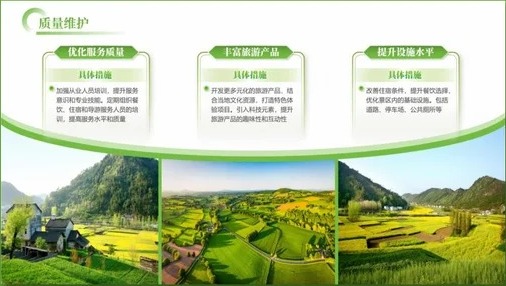 质量维护
优化服务质量
具体措施
加强从业人员培训、提升服务
意识和专业技能。定期组织餐
饮、住宿和导游服务人员的培
训，提高服务水平和质量
丰富旅游产品
具体措施
开发更多元化的旅游产品、结
合当地文化资源，打造特色体
验项目。引入科技元素，提升
旅游产品的趣味性和互动性
提升设施水平
具体措施
改善住宿条件、提升餐饮选择、
优化景区内的基础设施。包括
道路、停车场、公共厕所等